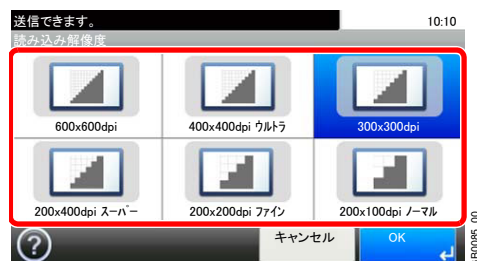 送信できます。 10:10
読み込み解像度
600x600dpi 400x400dpi ウルトラ 300x300dpi
200x400dpi スーパー 200x200dpi ファイン 200x100dpi ノーマル
? キャンセル OK